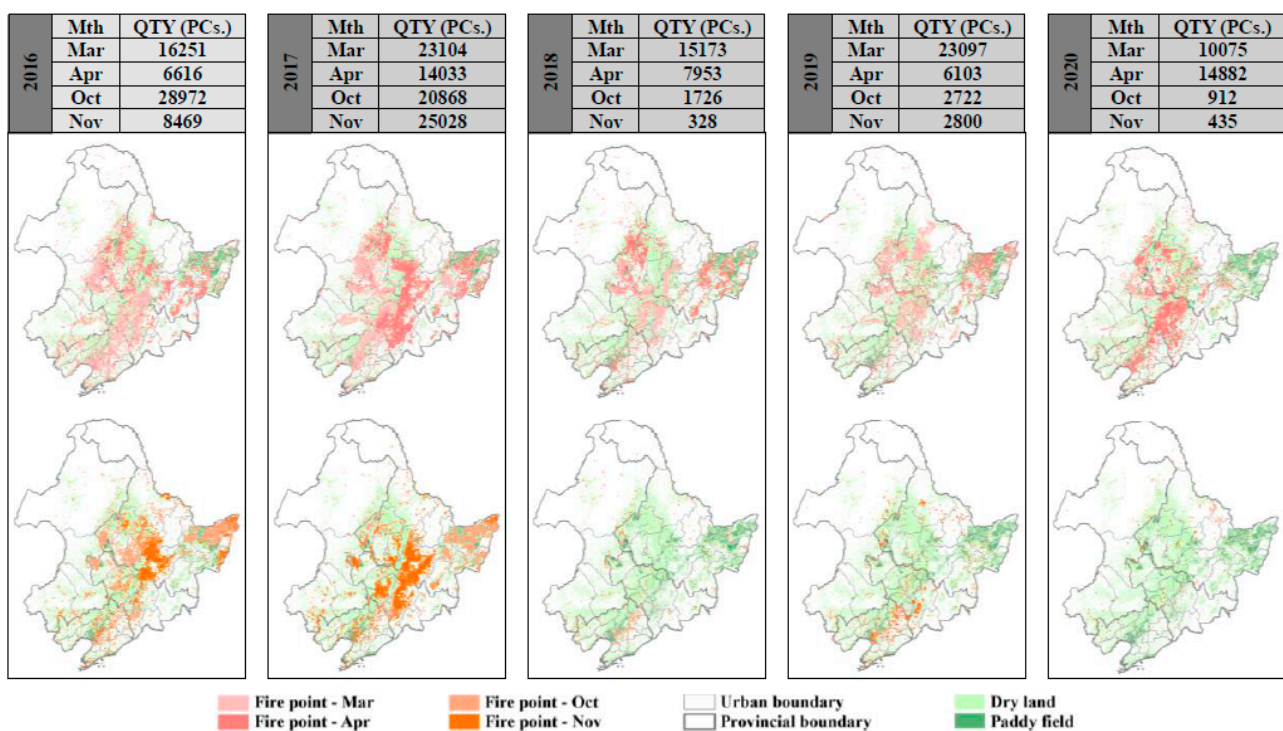 2016
Mth QTY (PCs.)
Mar 16251
Apr 6616
Oct 28972
Nov 8469
2017
Mth QTY (PCs.)
Mar 23104
Apr 14033
Oct 20868
Nov 25028
2018
Mth QTY (PCs.)
Mar 15173
Apr 7953
Oct 1726
Nov 328
2019
Mth QTY (PCs.)
Mar 23097
Apr 6103
Oct 2722
Nov 2800
2020
Mth QTY (PCs.)
Mar 10075
Apr 14882
Oct 912
Nov 435
Fire point - Mar Fire point - Oct Urban boundary Dry land
Fire point - Apr Fire point - Nov Provincial boundary Paddy field